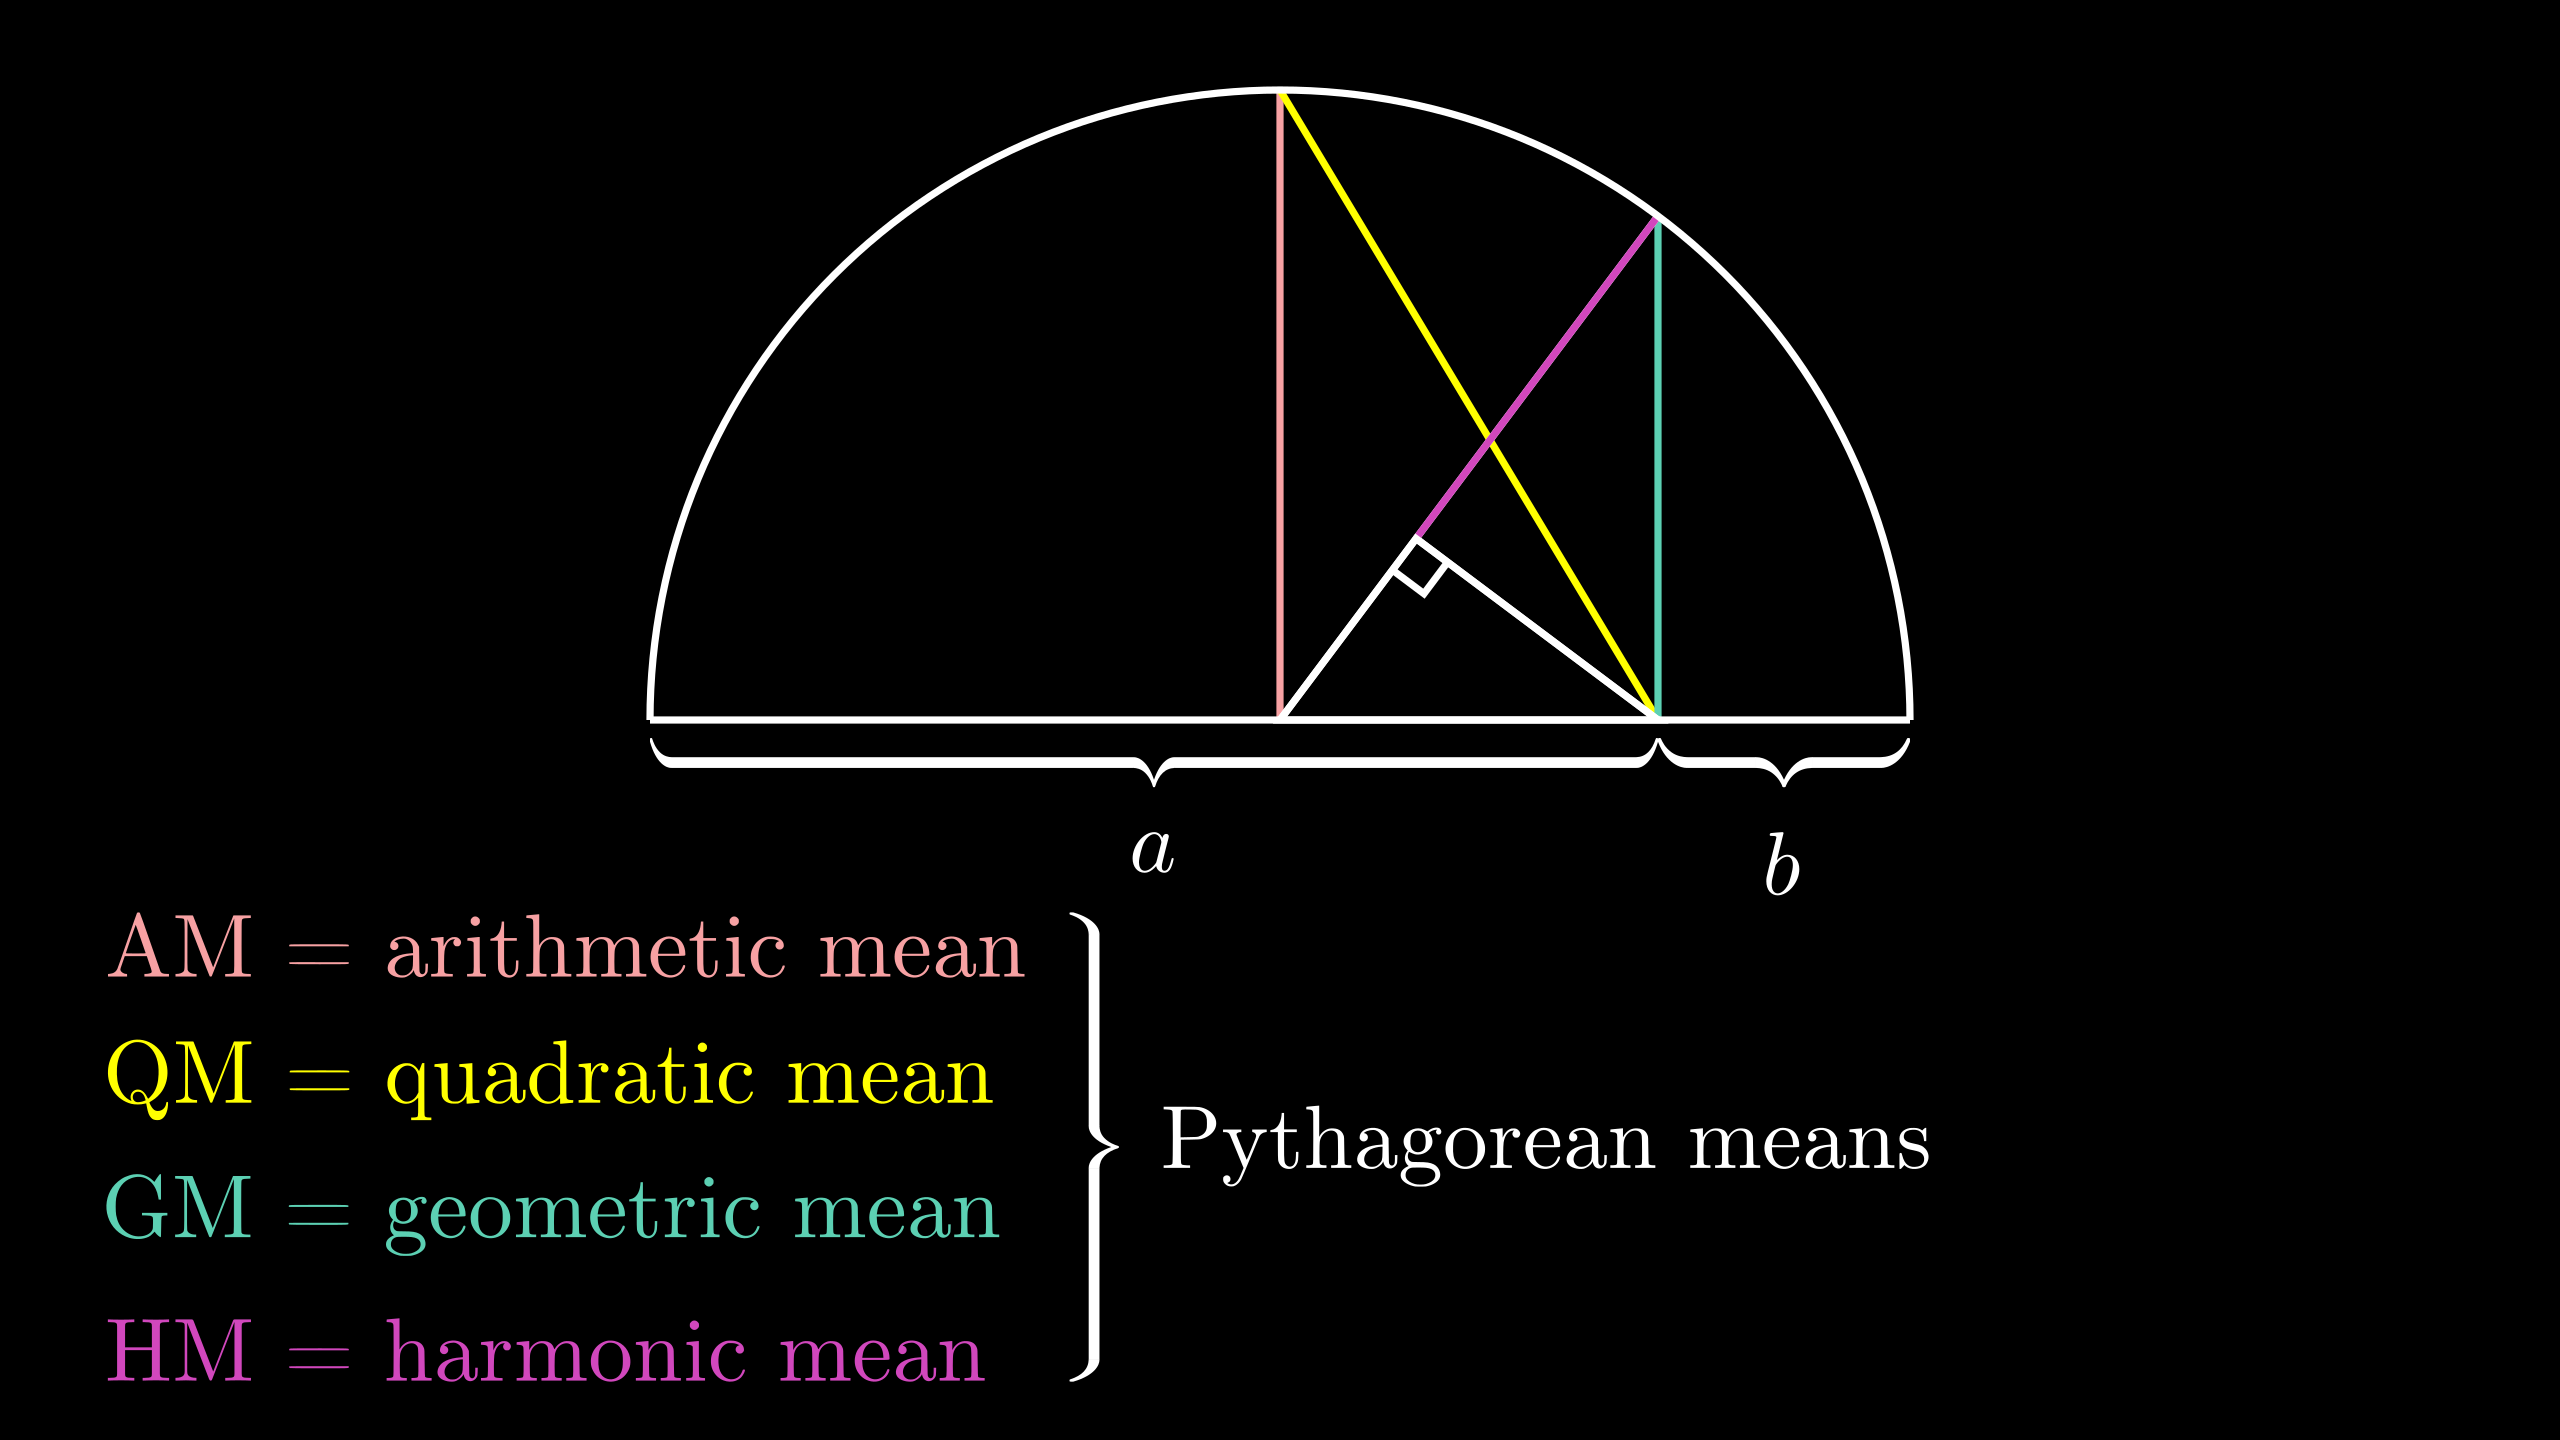 a
b
AM = arithmetic mean
QM = quadratic mean
GM = geometric mean
HM = harmonic mean
Pythagorean means